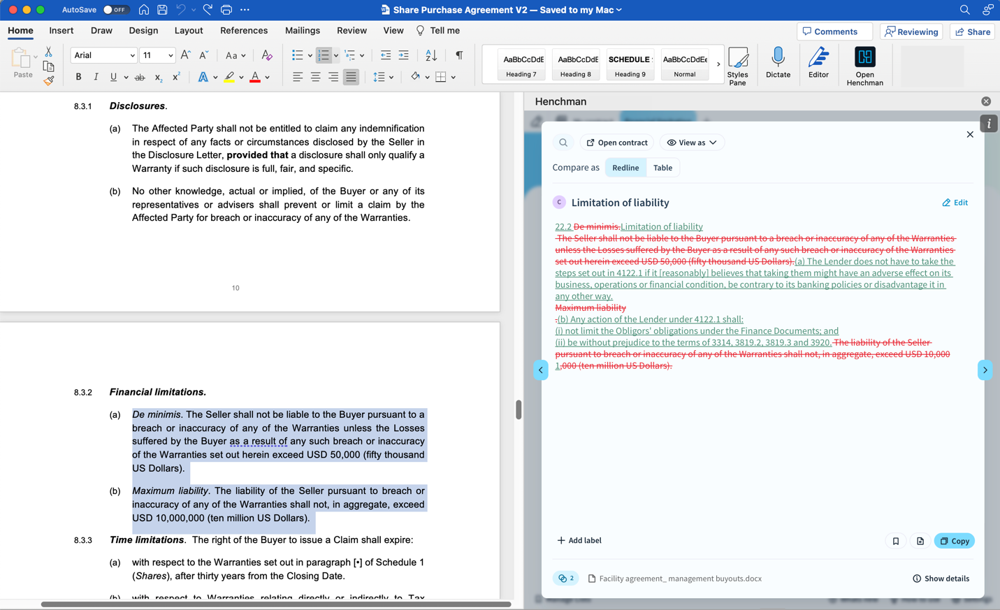 AutoSave OFF
Share Purchase Agreement V2 — Saved to my Mac
Home Insert Draw Design Layout References Mailings Review View Tell me
Comments Reviewing Share
Paste
Arial 11
Aa
B I U ab x₂ x² A A
AaBbCcDdE Heading 7
AaBbCcDdE Heading 8
SCHEDULE Heading 9
AaBbCcDdEe Normal
Styles Pane
Dictate
Editor
Open Henchman
8.3.1 Disclosures.
(a) The Affected Party shall not be entitled to claim any indemnification
in respect of any facts or circumstances disclosed by the Seller in
the Disclosure Letter, provided that a disclosure shall only qualify a
Warranty if such disclosure is full, fair, and specific.
(b) No other knowledge, actual or implied, of the Buyer or any of its
representatives or advisers shall prevent or limit a claim by the
Affected Party for breach or inaccuracy of any of the Warranties.
10
8.3.2 Financial limitations.
(a) De minimis. The Seller shall not be liable to the Buyer pursuant to a
breach or inaccuracy of any of the Warranties unless the Losses
suffered by the Buyer as a result of any such breach or inaccuracy
of the Warranties set out herein exceed USD 50,000 (fifty thousand
US Dollars).
(b) Maximum liability. The liability of the Seller pursuant to breach or
inaccuracy of any of the Warranties shall not, in aggregate, exceed
USD 10,000,000 (ten million US Dollars).
8.3.3 Time limitations. The right of the Buyer to issue a Claim shall expire:
(a) with respect to the Warranties set out in paragraph [•] of Schedule 1
(Shares), after thirty years from the Closing Date.
(b) with respect to Warranties relating directly or indirectly to Tax
Henchman
Open contract View as
Compare as Redline Table
C Limitation of liability Edit
22.2 De minimis.Limitation of liability
The Seller shall not be liable to the Buyer pursuant to a breach or inaccuracy of any of the Warranties
unless the Losses suffered by the Buyer as a result of any such breach or inaccuracy of the Warranties
set out herein exceed USD 50,000 (fifty thousand US Dollars).(a) The Lender does not have to take the
steps set out in 4122.1 if it [reasonably] believes that taking them might have an adverse effect on its
business, operations or financial condition, be contrary to its banking policies or disadvantage it in
any other way.
Maximum liability
.(b) Any action of the Lender under 4122.1 shall:
(i) not limit the Obligors' obligations under the Finance Documents; and
(ii) be without prejudice to the terms of 3314, 3819.2, 3819.3 and 3920. The liability of the Seller
pursuant to breach or inaccuracy of any of the Warranties shall not, in aggregate, exceed USD 10,000
1,000 (ten million US Dollars).
+ Add label
Copy
2 Facility agreement_ management buyouts.docx
Show details